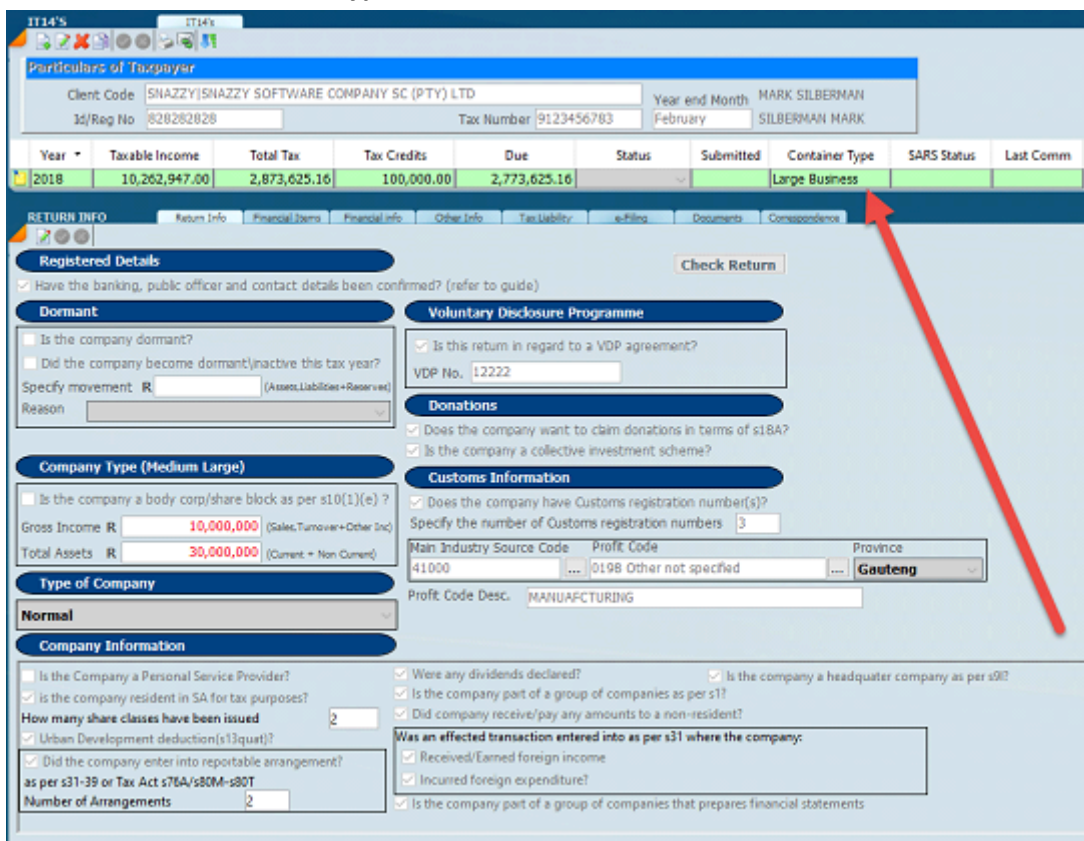 IT14'S IT14's
Particulars of Taxpayer
Client Code SNAZZY|SNAZZY SOFTWARE COMPANY SC (PTY) LTD Year end Month MARK SILBERMAN
Id/Reg No 828282828 Tax Number 9123456783 February SILBERMAN MARK
Year Taxable Income Total Tax Tax Credits Due Status Submitted Container Type SARS Status Last Comm
2018 10,262,947.00 2,873,625.16 100,000.00 2,773,625.16 Large Business
RETURN INFO Return Info Financial Items Financial info Other Info Tax Liability e-Filing Documents Correspondence
Registered Details Check Return
Have the banking, public officer and contact details been confirmed? (refer to guide)
Dormant Voluntary Disclosure Programme
Is the company dormant? Is this return in regard to a VDP agreement?
Did the company become dormant\inactive this tax year? VDP No. 12222
Specify movement R (Assets,Liabilities+Reserves)
Reason Donations
Does the company want to claim donations in terms of s18A?
Is the company a collective investment scheme?
Company Type (Medium Large) Customs Information
Is the company a body corp/share block as per s10(1)(e) ? Does the company have Customs registration number(s)?
Gross Income R 10,000,000 (Sales,Turnover+Other Inc) Specify the number of Customs registration numbers 3
Total Assets R 30,000,000 (Current + Non Current) Main Industry Source Code Profit Code Province
41000 ... 0198 Other not specified ... Gauteng
Type of Company Profit Code Desc. MANUAFCTURING
Normal
Company Information
Is the Company a Personal Service Provider? Were any dividends declared? Is the company a headquater company as per s9I?
is the company resident in SA for tax purposes? Is the company part of a group of companies as per s1?
How many share classes have been issued 2 Did company receive/pay any amounts to a non-resident?
Urban Development deduction(s13quat)? Was an effected transaction entered into as per s31 where the company:
Did the company enter into reportable arrangement? Received/Earned foreign income
as per s31-39 or Tax Act s76A/s80M-s80T Incurred foreign expenditure?
Number of Arrangements 2 Is the company part of a group of companies that prepares financial statements